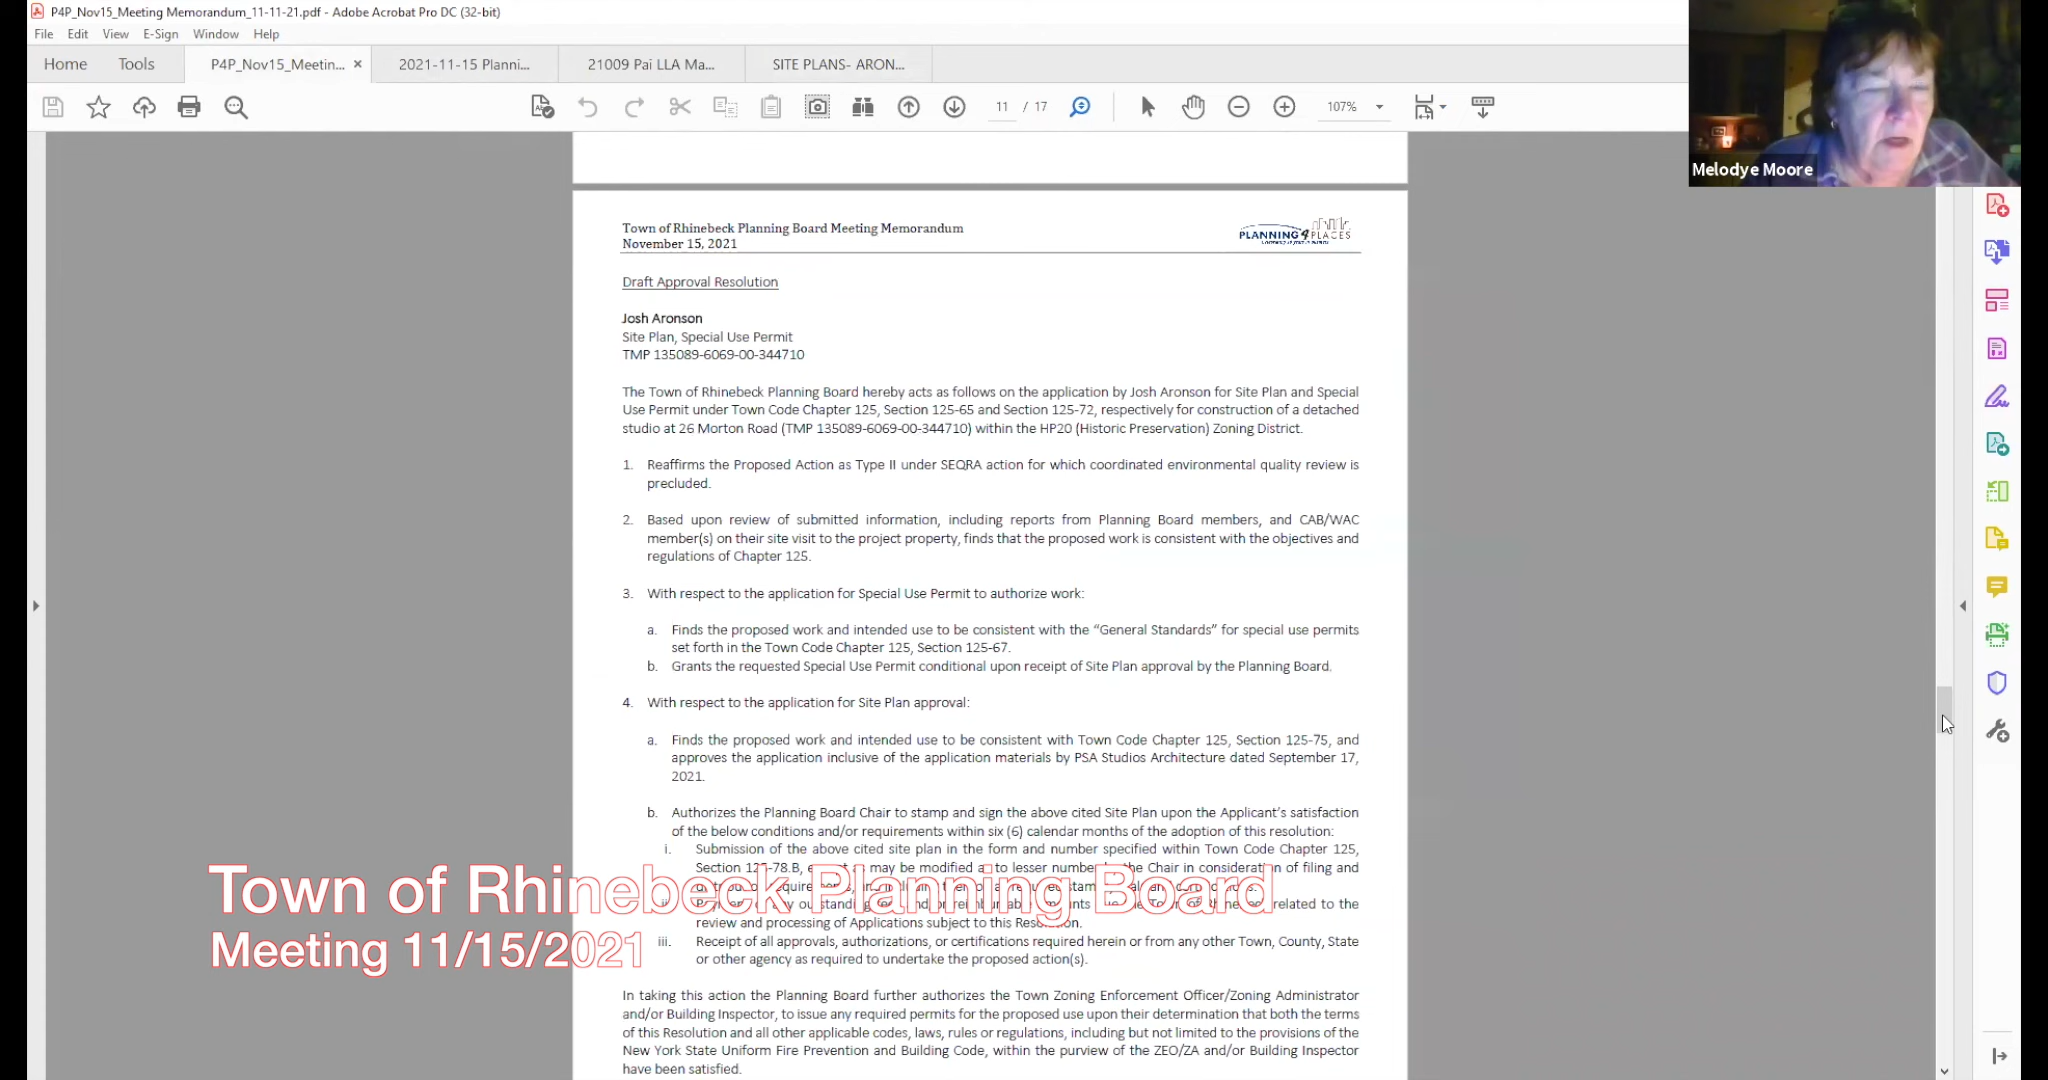 P4P_Nov15_Meeting Memorandum_11-11-21.pdf - Adobe Acrobat Pro DC (32-bit)
File Edit View E-Sign Window Help
Home Tools P4P_Nov15_Meetin... × 2021-11-15 Planni... 21009 Pai LLA Ma... SITE PLANS- ARON...
11 / 17 107%
Melodye Moore
Town of Rhinebeck Planning Board Meeting Memorandum
November 15, 2021
PLANNING4PLACES
Draft Approval Resolution
Josh Aronson
Site Plan, Special Use Permit
TMP 135089-6069-00-344710
The Town of Rhinebeck Planning Board hereby acts as follows on the application by Josh Aronson for Site Plan and Special
Use Permit under Town Code Chapter 125, Section 125-65 and Section 125-72, respectively for construction of a detached
studio at 26 Morton Road (TMP 135089-6069-00-344710) within the HP20 (Historic Preservation) Zoning District.
1. Reaffirms the Proposed Action as Type II under SEQRA action for which coordinated environmental quality review is
precluded.
2. Based upon review of submitted information, including reports from Planning Board members, and CAB/WAC
member(s) on their site visit to the project property, finds that the proposed work is consistent with the objectives and
regulations of Chapter 125.
3. With respect to the application for Special Use Permit to authorize work:
a. Finds the proposed work and intended use to be consistent with the “General Standards” for special use permits
set forth in the Town Code Chapter 125, Section 125-67.
b. Grants the requested Special Use Permit conditional upon receipt of Site Plan approval by the Planning Board.
4. With respect to the application for Site Plan approval:
a. Finds the proposed work and intended use to be consistent with Town Code Chapter 125, Section 125-75, and
approves the application inclusive of the application materials by PSA Studios Architecture dated September 17,
2021.
b. Authorizes the Planning Board Chair to stamp and sign the above cited Site Plan upon the Applicant’s satisfaction
of the below conditions and/or requirements within six (6) calendar months of the adoption of this resolution:
i. Submission of the above cited site plan in the form and number specified within Town Code Chapter 125,
Section may be modified to lesser number the Chair in consideration of filing and
Town of Rhinebeck Planning Board
related to the
review and processing of Applications subject to this Resolution.
Meeting 11/15/2021
iii. Receipt of all approvals, authorizations, or certifications required herein or from any other Town, County, State
or other agency as required to undertake the proposed action(s).
In taking this action the Planning Board further authorizes the Town Zoning Enforcement Officer/Zoning Administrator
and/or Building Inspector, to issue any required permits for the proposed use upon their determination that both the terms
of this Resolution and all other applicable codes, laws, rules or regulations, including but not limited to the provisions of the
New York State Uniform Fire Prevention and Building Code, within the purview of the ZEO/ZA and/or Building Inspector
have been satisfied.